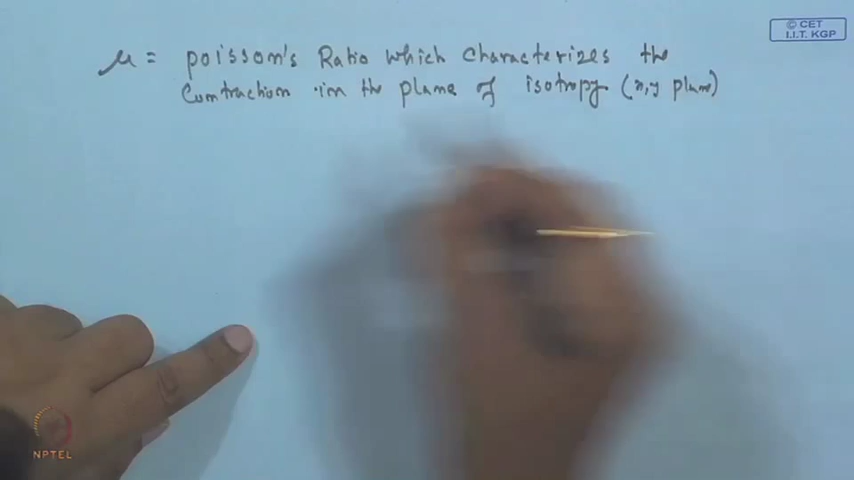 © CET
I.I.T. KGP
μ = poisson's Ratio which characterizes the
Contraction in the plane of isotropy (x,y plane)
NPTEL